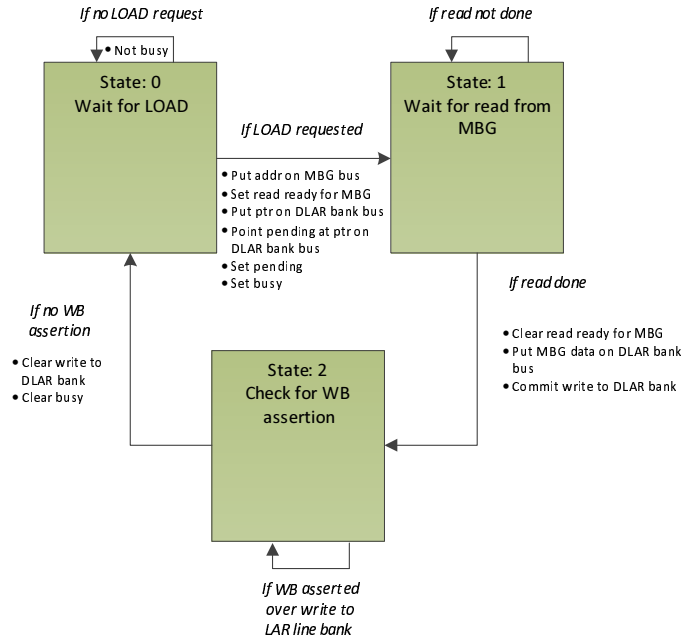 If no LOAD request
• Not busy
State: 0
Wait for LOAD
If read not done
State: 1
Wait for read from
MBG
If LOAD requested
• Put addr on MBG bus
• Set read ready for MBG
• Put ptr on DLAR bank bus
• Point pending at ptr on
DLAR bank bus
• Set pending
• Set busy
If read done
• Clear read ready for MBG
• Put MBG data on DLAR bank
bus
• Commit write to DLAR bank
If no WB
assertion
• Clear write to
DLAR bank
• Clear busy
State: 2
Check for WB
assertion
If WB asserted
over write to
LAR line bank